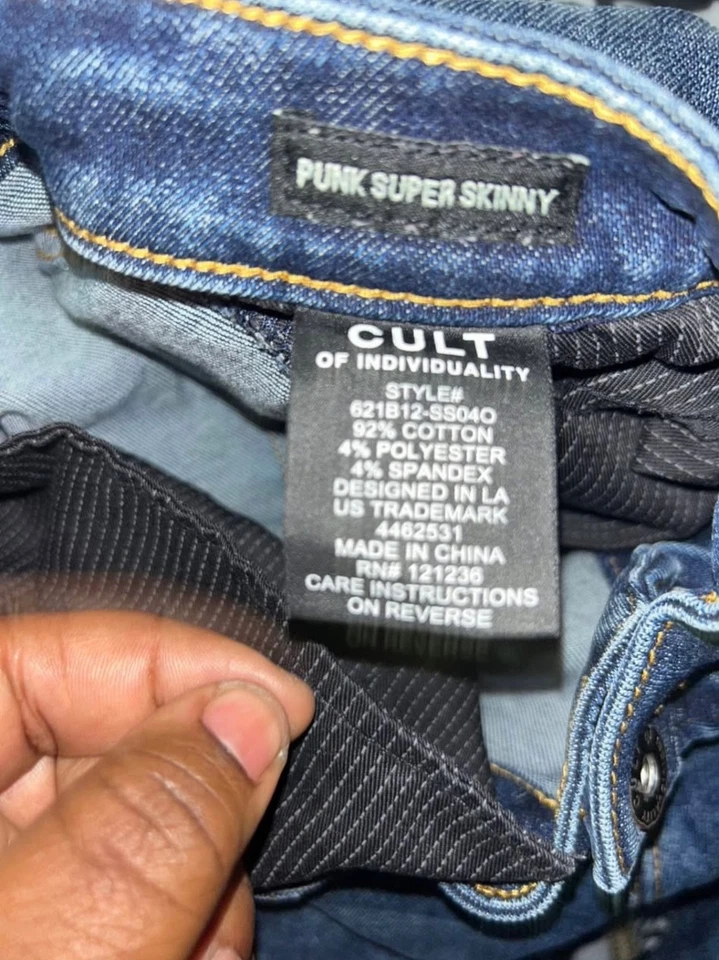 PUNK SUPER SKINNY
CULT
OF INDIVIDUALITY
STYLE#
621B12-SS04O
92% COTTON
4% POLYESTER
4% SPANDEX
DESIGNED IN LA
US TRADEMARK
4462531
MADE IN CHINA
RN# 121236
CARE INSTRUCTIONS
ON REVERSE